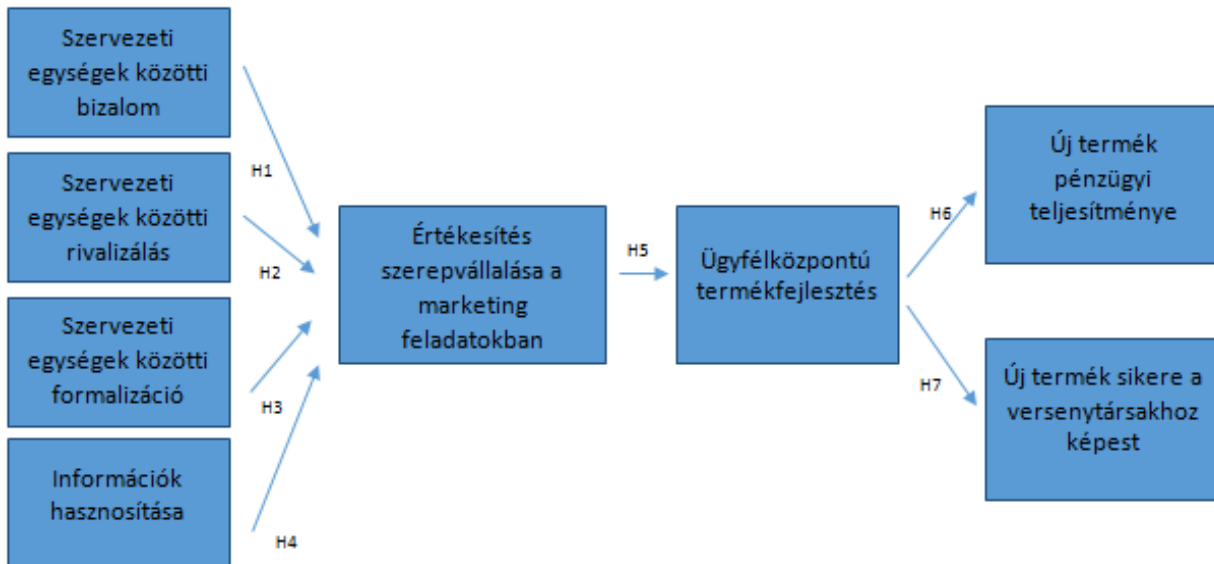 Szervezeti
egységek közötti
bizalom
H1
Szervezeti
egységek közötti
rivalizálás
H2
Szervezeti
egységek közötti
formalizáció
H3
Információk
hasznosítása
H4
Értékesítés
szerepvállalása a
marketing
feladatokban
H5
Ügyfélközpontú
termékfejlesztés
H6
Új termék
pénzügyi
teljesítménye
H7
Új termék sikere a
versenytársakhoz
képest